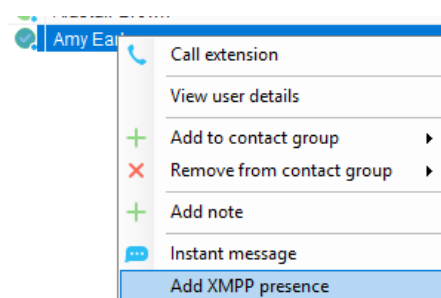 Amy Earl
Call extension
View user details
Add to contact group
Remove from contact group
Add note
Instant message
Add XMPP presence